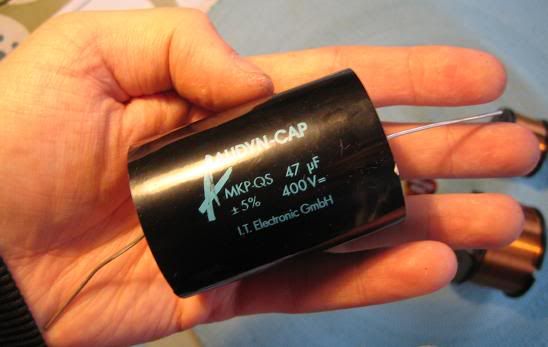 AUDYN-CAP
MKP-QS 47 µF
±5% 400V=
I.T. Electronic GmbH